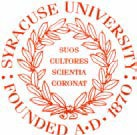 SYRACUSE UNIVERSITY
FOUNDED A·D·1870
SUOS
CULTORES
SCIENTIA
CORONAT